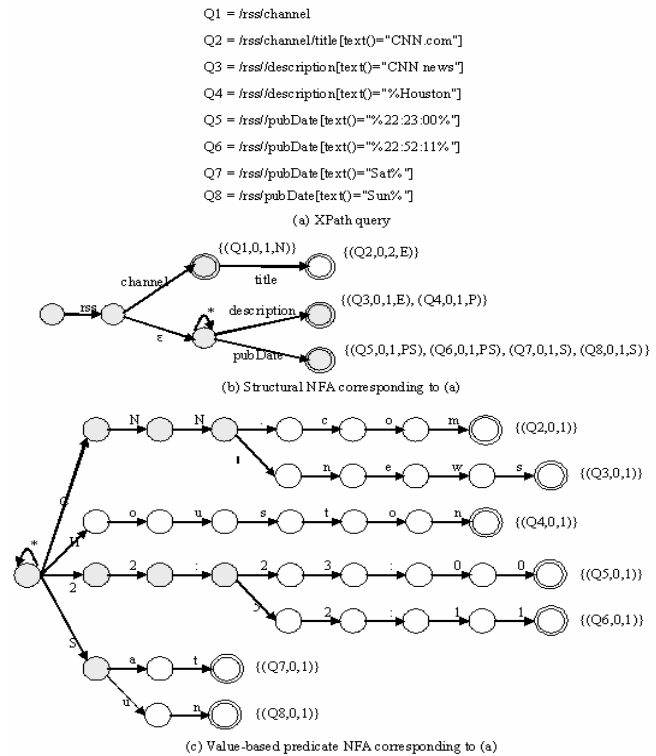 Q1 = /rss/channel
Q2 = /rss/channel/title[text()="CNN.com"]
Q3 = /rss//description[text()="CNN news"]
Q4 = /rss//description[text()="%Houston"]
Q5 = /rss//pubDate[text()="%22:23:00%"]
Q6 = /rss//pubDate[text()="%22:52:11%"]
Q7 = /rss//pubDate[text()="Sat%"]
Q8 = /rss/pubDate[text()="Sun%"]
(a) XPath query
{(Q1,0,1,N)} {(Q2,0,2,E)}
channel title
rss * description {(Q3,0,1,E), (Q4,0,1,P)}
ε
pubDate {(Q5,0,1,PS), (Q6,0,1,PS), (Q7,0,1,S), (Q8,0,1,S)}
(b) Structural NFA corresponding to (a)
N N . c o m {(Q2,0,1)}
n e w s {(Q3,0,1)}
C
H o u s t o n {(Q4,0,1)}
*
2 2 : 2 3 : 0 0 {(Q5,0,1)}
5 2 : 1 1 {(Q6,0,1)}
S a t {(Q7,0,1)}
u n {(Q8,0,1)}
(c) Value-based predicate NFA corresponding to (a)